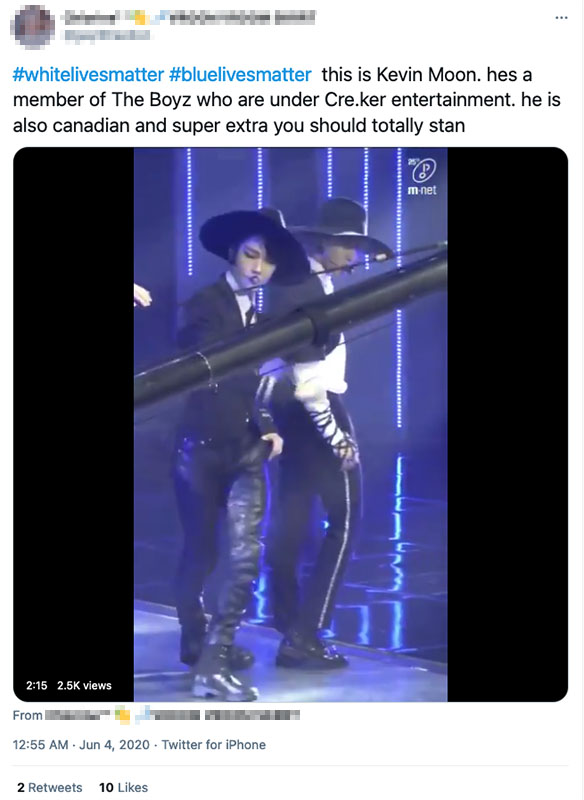 #whitelivesmatter #bluelivesmatter this is Kevin Moon. hes a
member of The Boyz who are under Cre.ker entertainment. he is
also canadian and super extra you should totally stan
m·net
2:15 2.5K views
From
12:55 AM · Jun 4, 2020 · Twitter for iPhone
2 Retweets 10 Likes